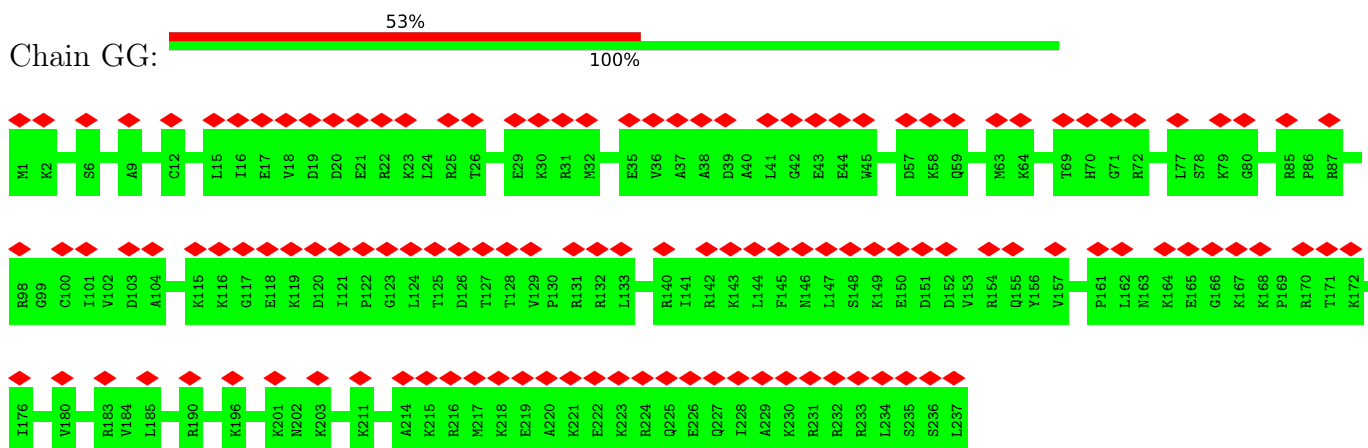 53%
Chain GG:
100%
M1 K2 S6 A9 C12 L15 I16 E17 V18 D19 D20 E21 R22 K23 L24 R25 T26 E29 K30 R31 M32 E35 V36 A37 A38 D39 A40 L41 G42 E43 E44 W45 D57 K58 Q59 M63 K64 T69 H70 G71 R72 L77 S78 K79 G80 R85 P86 R87
R98 G99 C100 I101 V102 D103 A104 K115 K116 G117 E118 K119 D120 I121 P122 G123 L124 T125 D126 T127 T128 V129 P130 R131 R132 L133 R140 I141 R142 K143 L144 F145 N146 L147 S148 K149 E150 D151 D152 V153 R154 Q155 Y156 V157 P161 L162 N163 K164 E165 G166 K167 K168 P169 R170 T171 K172
I176 V180 R183 V184 L185 R190 K196 K201 N202 K203 K211 A214 K215 R216 M217 K218 E219 A220 K221 E222 K223 R224 Q225 E226 Q227 I228 A229 K230 R231 R232 R233 L234 S235 S236 L237